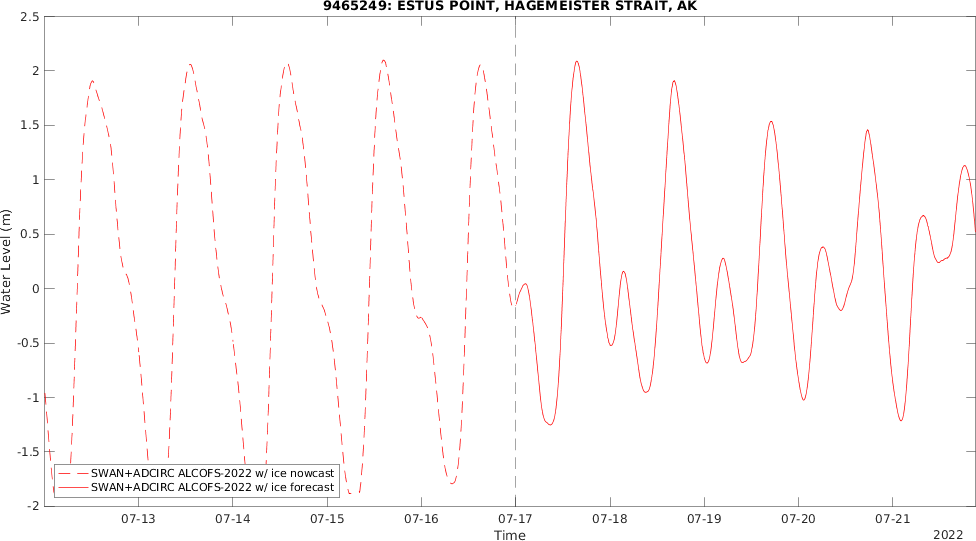 9465249: ESTUS POINT, HAGEMEISTER STRAIT, AK
2.5
2
1.5
1
0.5
0
-0.5
-1
-1.5
-2
Water Level (m)
SWAN+ADCIRC ALCOFS-2022 w/ ice nowcast
SWAN+ADCIRC ALCOFS-2022 w/ ice forecast
07-13 07-14 07-15 07-16 07-17 07-18 07-19 07-20 07-21
Time
2022